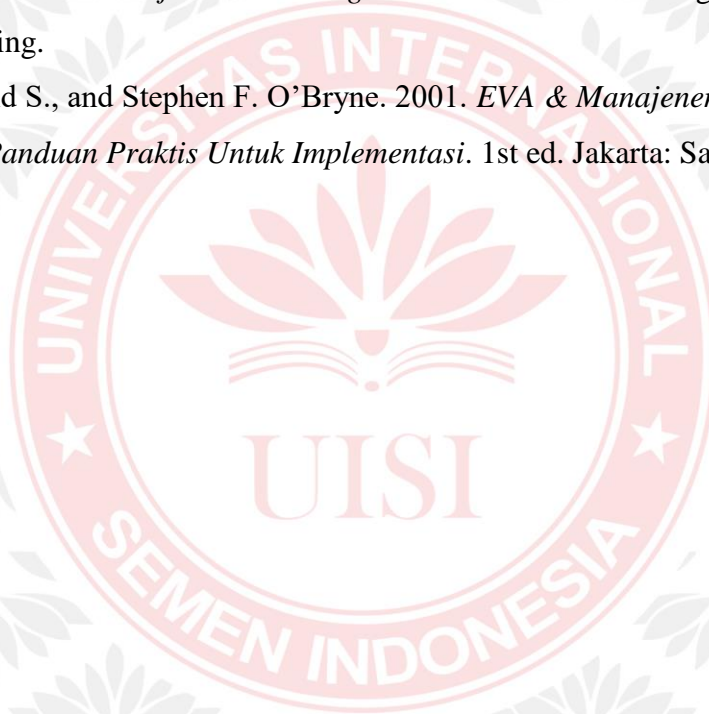 ing.
d S., and Stephen F. O’Bryne. 2001. EVA & Manajener
Panduan Praktis Untuk Implementasi. 1st ed. Jakarta: Sa
UNIVERSITAS INTERNASIONAL
UISI
SEMEN INDONESIA